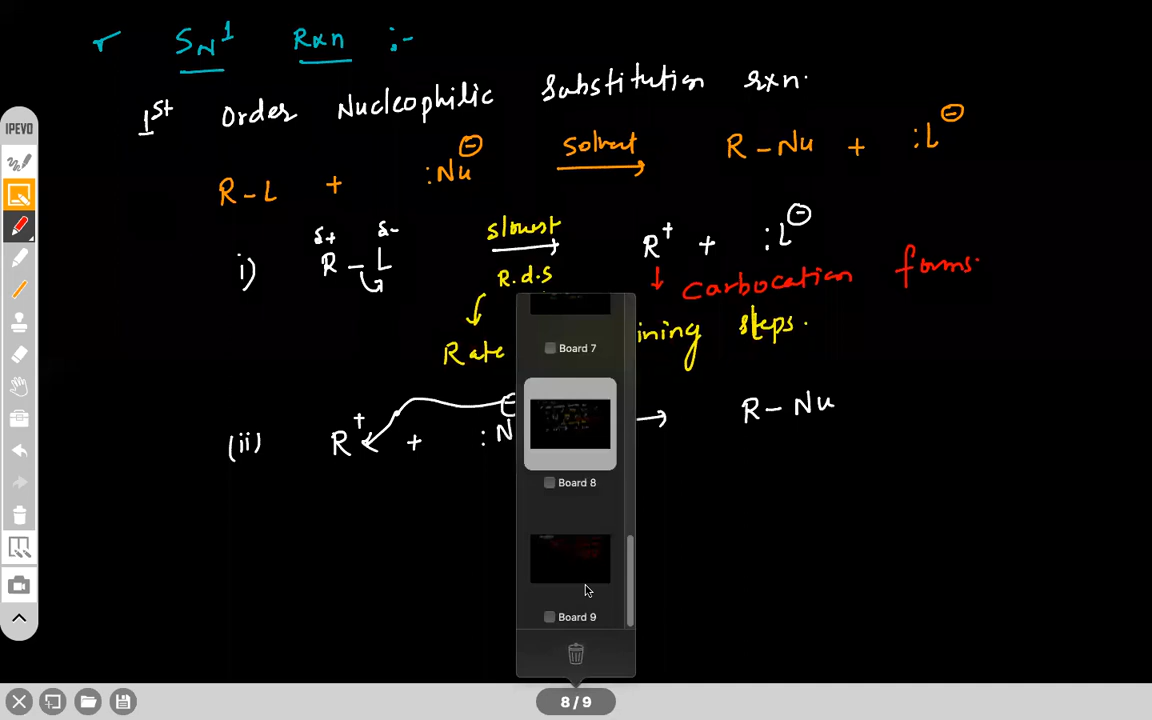 SN1 Rxn :-
1st Order Nucleophilic Substitution rxn.
R-L + :Nu⊖ solvent → R-Nu + :L⊖
IPEVO
i) δ+ R - δ- L slowest → R+ + :L⊖
R.d.s ↓ Carbocation forms.
Rate ining steps.
Board 7
(ii) R+ + :N → R-Nu
Board 8
Board 9
8/9